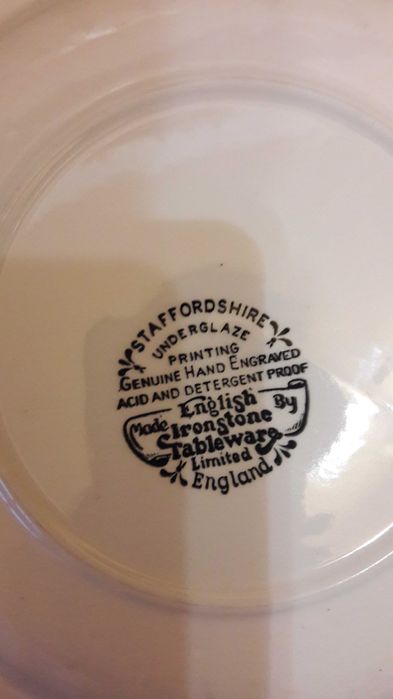 STAFFORDSHIRE
UNDERGLAZE
PRINTING
GENUINE HAND ENGRAVED
ACID AND DETERGENT PROOF
Made English By
Ironstone
Tableware
Limited
England